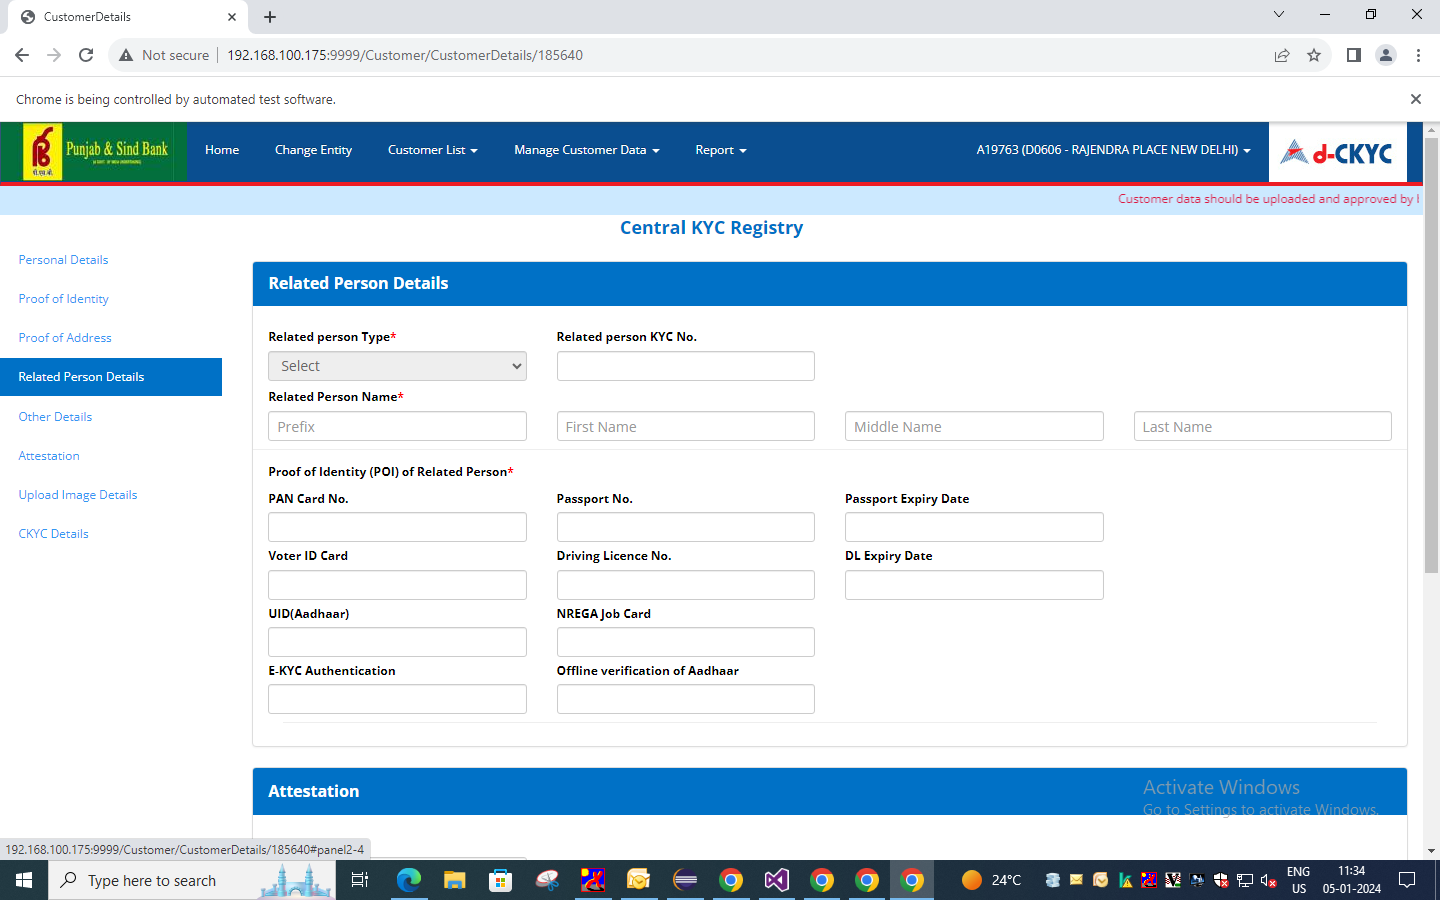 CustomerDetails
Not secure
192.168.100.175:9999/Customer/CustomerDetails/185640
Chrome is being controlled by automated test software.
Punjab & Sind Bank
Home
Change Entity
Customer List
Manage Customer Data
Report
A19763 (D0606 - RAJENDRA PLACE NEW DELHI)
d-CKYC
Customer data should be uploaded and approved by
Central KYC Registry
Personal Details
Proof of Identity
Proof of Address
Related Person Details
Other Details
Attestation
Upload Image Details
CKYC Details
Related Person Details
Related person Type*
Related person KYC No.
Select
Related Person Name*
Prefix
First Name
Middle Name
Last Name
Proof of Identity (POI) of Related Person*
PAN Card No.
Passport No.
Passport Expiry Date
Voter ID Card
Driving Licence No.
DL Expiry Date
UID(Aadhaar)
NREGA Job Card
E-KYC Authentication
Offline verification of Aadhaar
Attestation
Activate Windows
Go to Settings to activate Windows.
192.168.100.175:9999/Customer/CustomerDetails/185640#panel2-4
Type here to search
24°C
ENG
US
11:34
05-01-2024